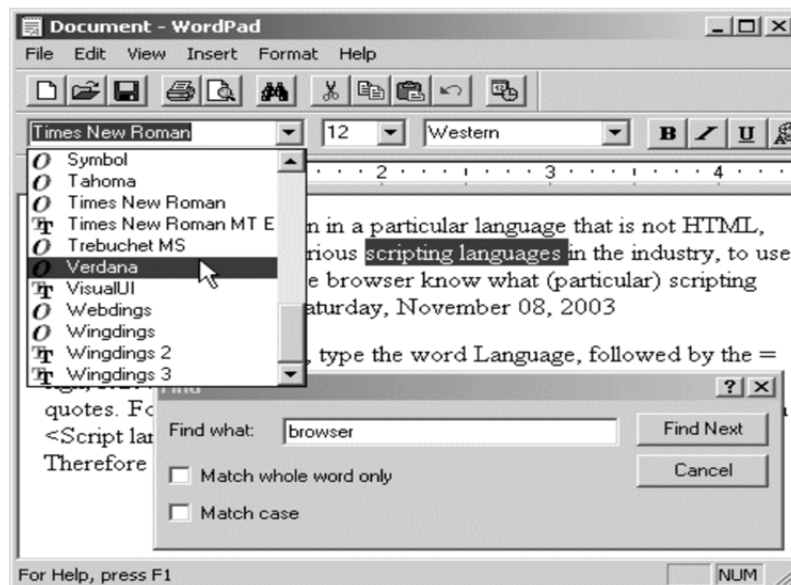 Document - WordPad
File Edit View Insert Format Help
Times New Roman 12 Western B I U
Symbol
Tahoma
Times New Roman
Times New Roman MT E
Trebuchet MS
Verdana
VisualUI
Webdings
Wingdings
Wingdings 2
Wingdings 3
2 3 4
n in a particular language that is not HTML,
rious scripting languages in the industry, to use
e browser know what (particular) scripting
aturday, November 08, 2003
, type the word Language, followed by the =
quotes. Fo
<Script lan
Therefore
Find
Find what: browser
Find Next
Match whole word only
Cancel
Match case
For Help, press F1 NUM